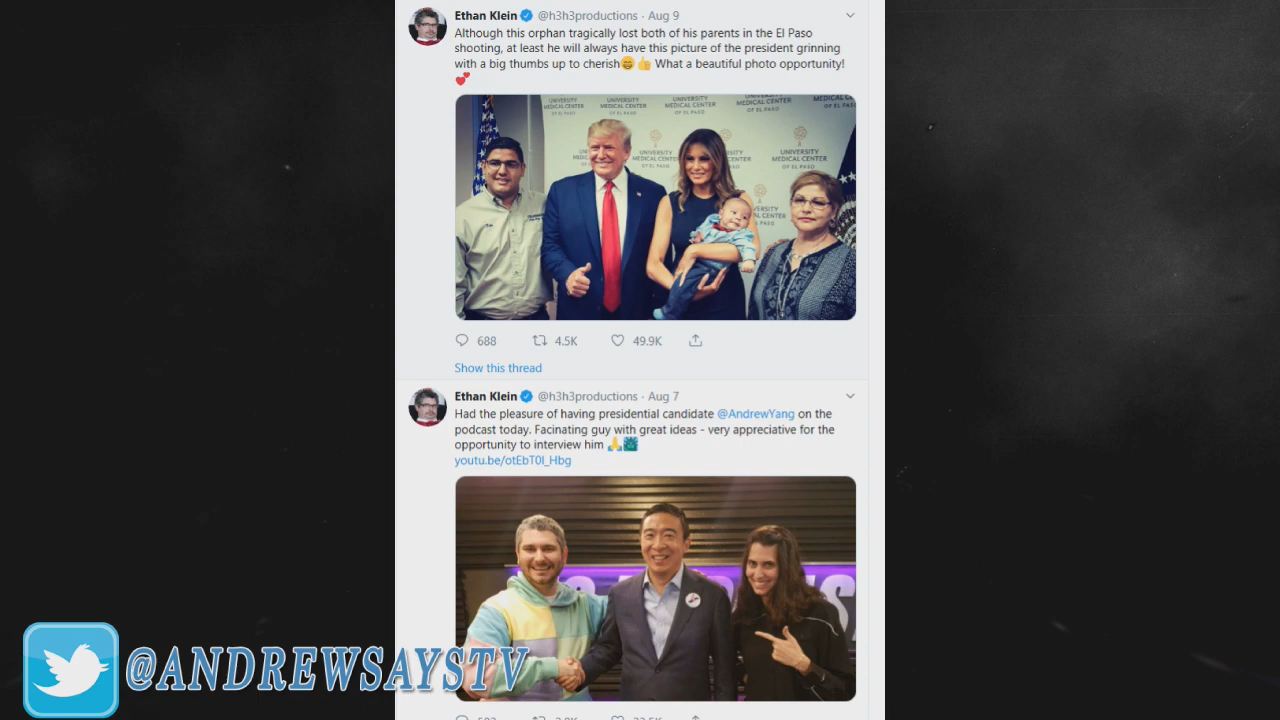 Ethan Klein @h3h3productions · Aug 9
Although this orphan tragically lost both of his parents in the El Paso
shooting, at least he will always have this picture of the president grinning
with a big thumbs up to cherish😁👍 What a beautiful photo opportunity!
💕
UNIVERSITY
MEDICAL CENTER
OF EL PASO
688 4.5K 49.9K
Show this thread
Ethan Klein @h3h3productions · Aug 7
Had the pleasure of having presidential candidate @AndrewYang on the
podcast today. Facinating guy with great ideas - very appreciative for the
opportunity to interview him 🙏
youtu.be/otEbT0l_Hbg
@ANDREWSAYSTV